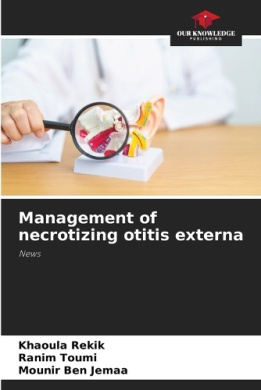 OUR KNOWLEDGE
PUBLISHING
Management of
necrotizing otitis externa
News
Khaoula Rekik
Ranim Toumi
Mounir Ben Jemaa